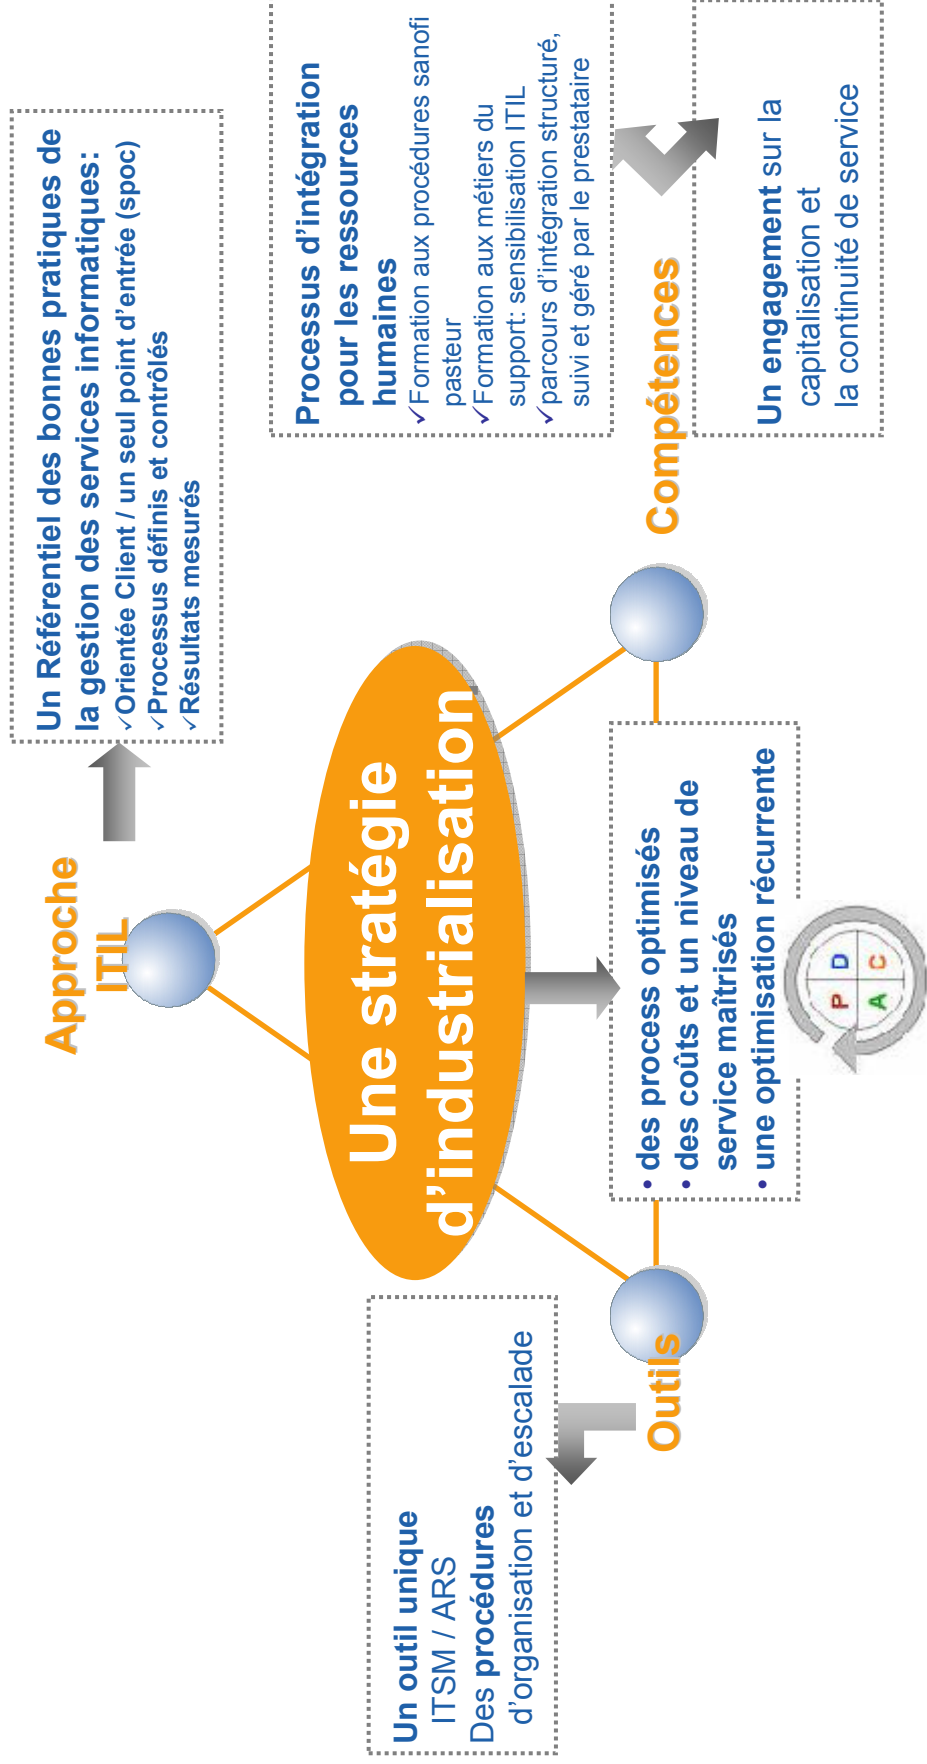 Approche
ITIL
Un Référentiel des bonnes pratiques de
la gestion des services informatiques:
✓Orientée Client / un seul point d'entrée (spoc)
✓Processus définis et contrôlés
✓Résultats mesurés
Une stratégie
d'industrialisation
Processus d'intégration
pour les ressources
humaines
✓Formation aux procédures sanofi
pasteur
✓Formation aux métiers du
support: sensibilisation ITIL
✓parcours d'intégration structuré,
suivi et géré par le prestataire
Compétences
Un engagement sur la
capitalisation et
la continuité de service
Un outil unique
ITSM / ARS
Des procédures
d'organisation et d'escalade
Outils
• des process optimisés
• des coûts et un niveau de
service maîtrisés
• une optimisation récurrente
P D
A C